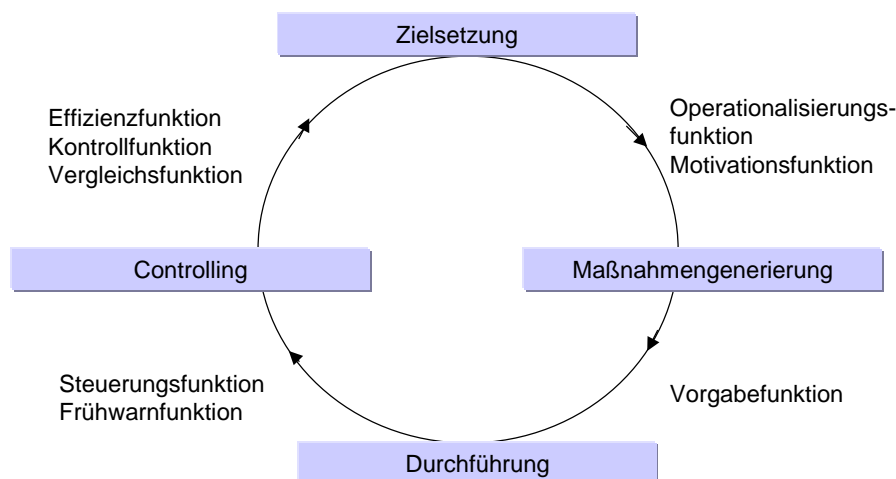 Zielsetzung
Effizienzfunktion
Kontrollfunktion
Vergleichsfunktion
Operationalisierungs-
funktion
Motivationsfunktion
Controlling
Maßnahmengenerierung
Steuerungsfunktion
Frühwarnfunktion
Vorgabefunktion
Durchführung